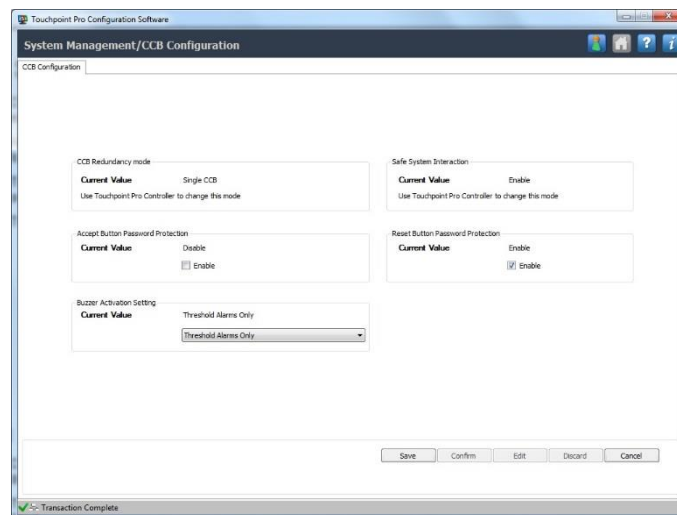 Touchpoint Pro Configuration Software
System Management/CCB Configuration
CCB Configuration
CCB Redundancy mode
Current Value Single CCB
Use Touchpoint Pro Controller to change this mode
Safe System Interaction
Current Value Enable
Use Touchpoint Pro Controller to change this mode
Accept Button Password Protection
Current Value Disable
Enable
Reset Button Password Protection
Current Value Enable
Enable
Buzzer Activation Setting
Current Value Threshold Alarms Only
Threshold Alarms Only
Save Confirm Edit Discard Cancel
Transaction Complete